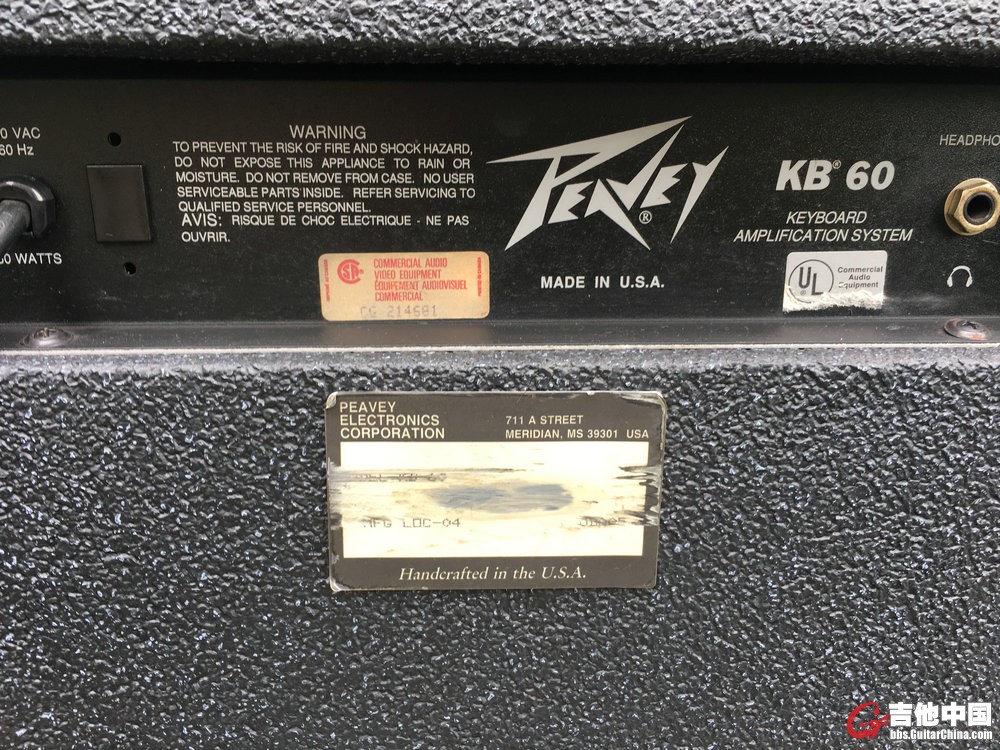 0 VAC
60 Hz
00 WATTS
WARNING
TO PREVENT THE RISK OF FIRE AND SHOCK HAZARD,
DO NOT EXPOSE THIS APPLIANCE TO RAIN OR
MOISTURE. DO NOT REMOVE FROM CASE. NO USER
SERVICEABLE PARTS INSIDE. REFER SERVICING TO
QUALIFIED SERVICE PERSONNEL.
AVIS: RISQUE DE CHOC ELECTRIQUE - NE PAS
OUVRIR.
PEAVEY®
MADE IN U.S.A.
KB® 60
KEYBOARD
AMPLIFICATION SYSTEM
HEADPHO
COMMERCIAL AUDIO
VIDEO EQUIPMENT
ÉQUIPEMENT AUDIOVISUEL
COMMERCIAL
CG 214681
UL
Commercial
Audio
Equipment
PEAVEY
ELECTRONICS
CORPORATION
711 A STREET
MERIDIAN, MS 39301 USA
MFG LOC-04
Handcrafted in the U.S.A.
吉他中国
bbs.GuitarChina.com